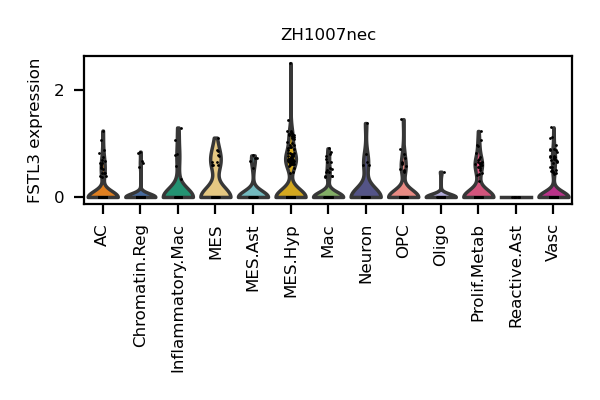 ZH1007nec
FSTL3 expression
2
0
AC
Chromatin.Reg
Inflammatory.Mac
MES
MES.Ast
MES.Hyp
Mac
Neuron
OPC
Oligo
Prolif.Metab
Reactive.Ast
Vasc